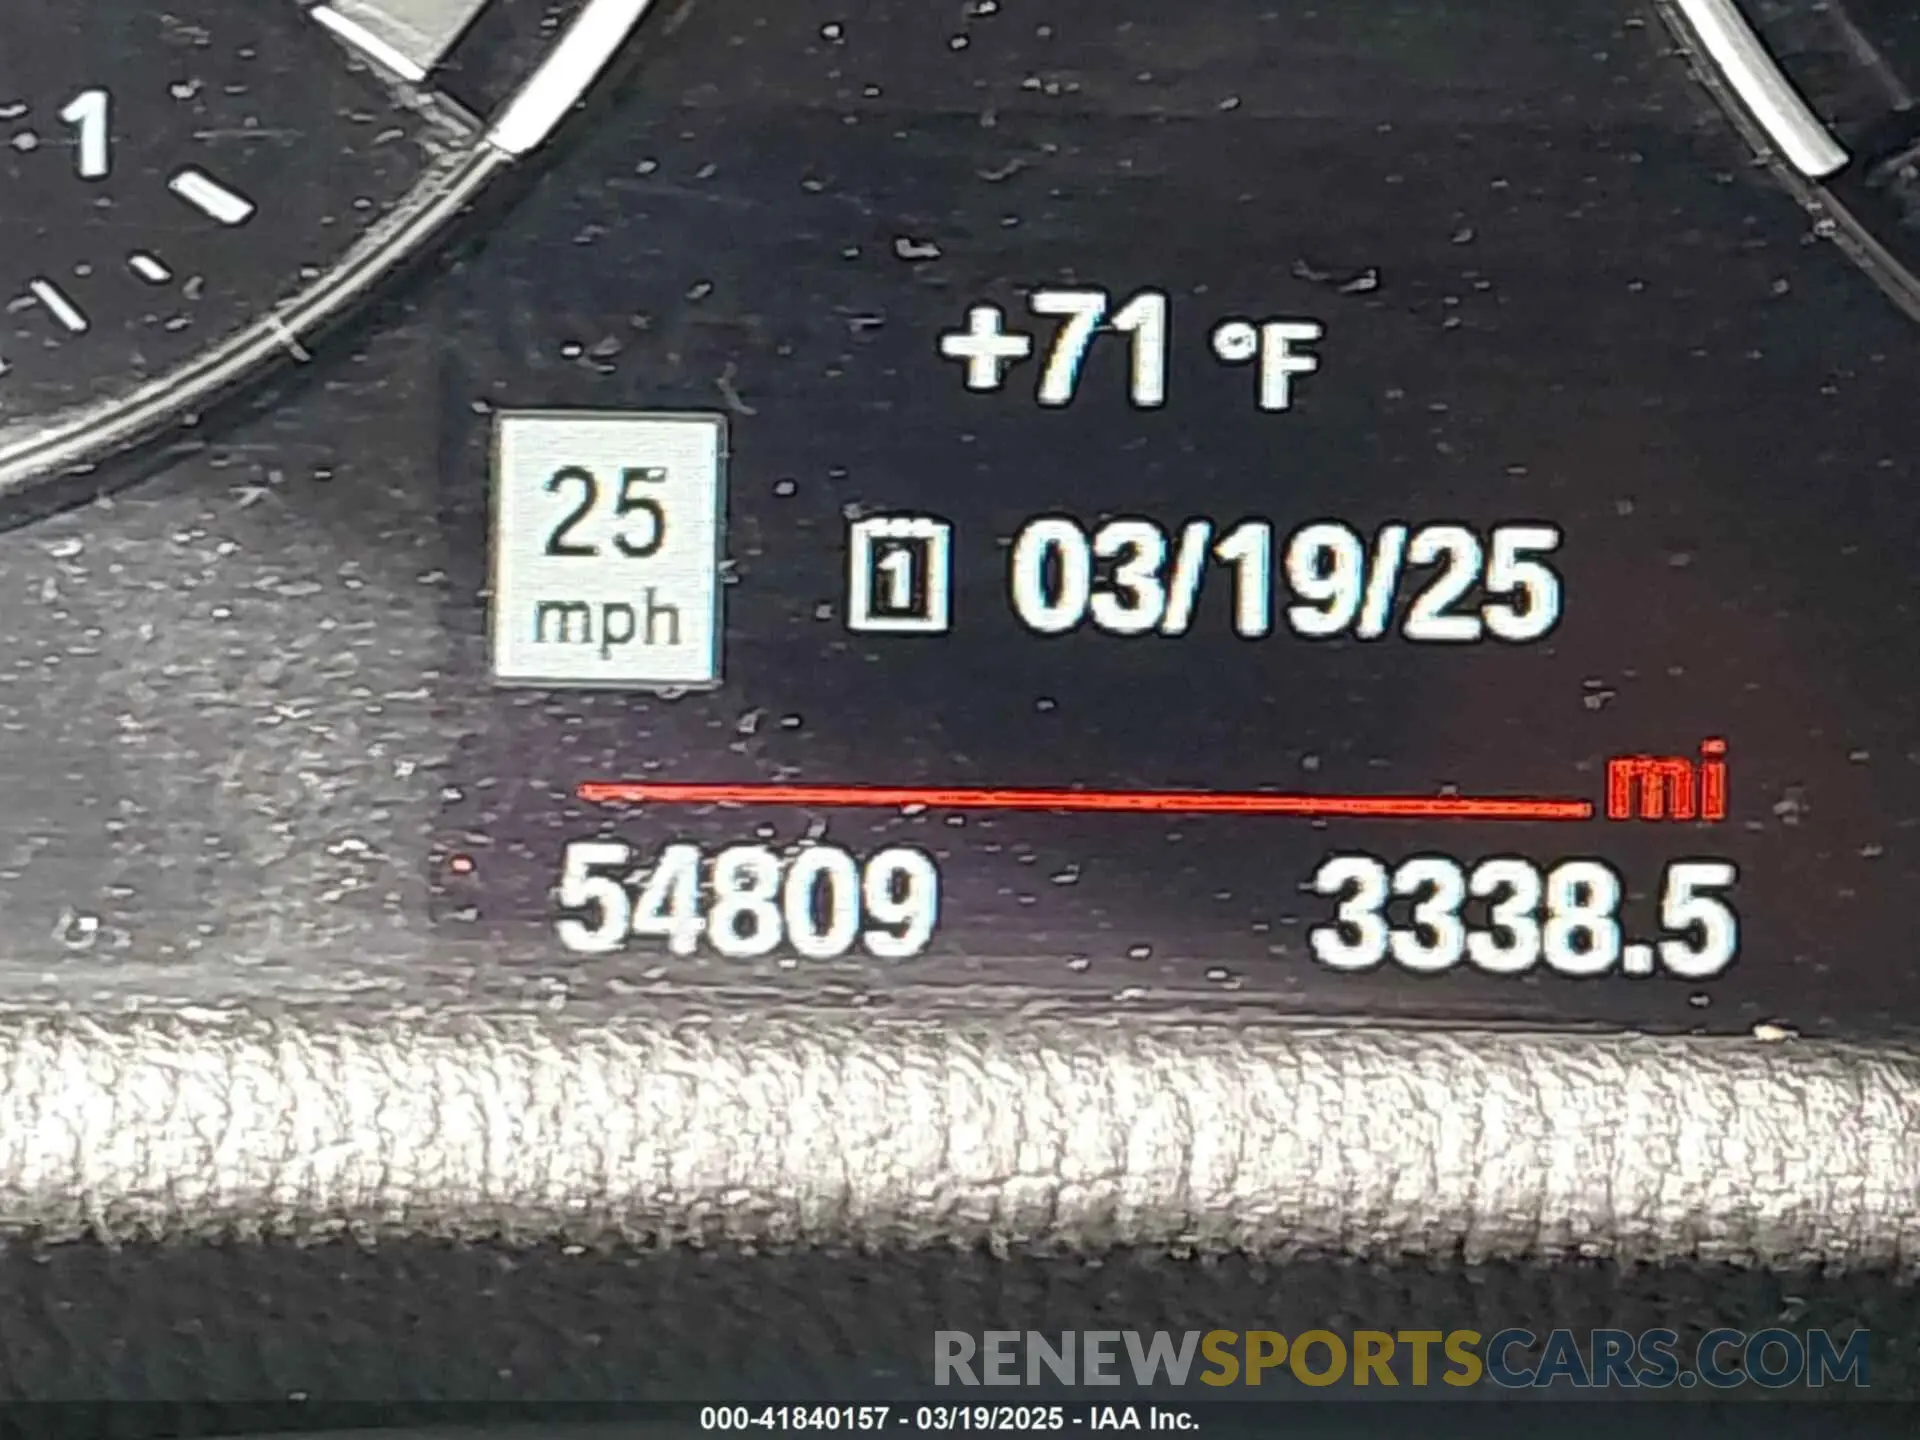 1
+71 °F
25
mph
1 03/19/25
mi
54809 3338.5
RENEWSPORTSCARS.COM
000-41840157 - 03/19/2025 - IAA Inc.